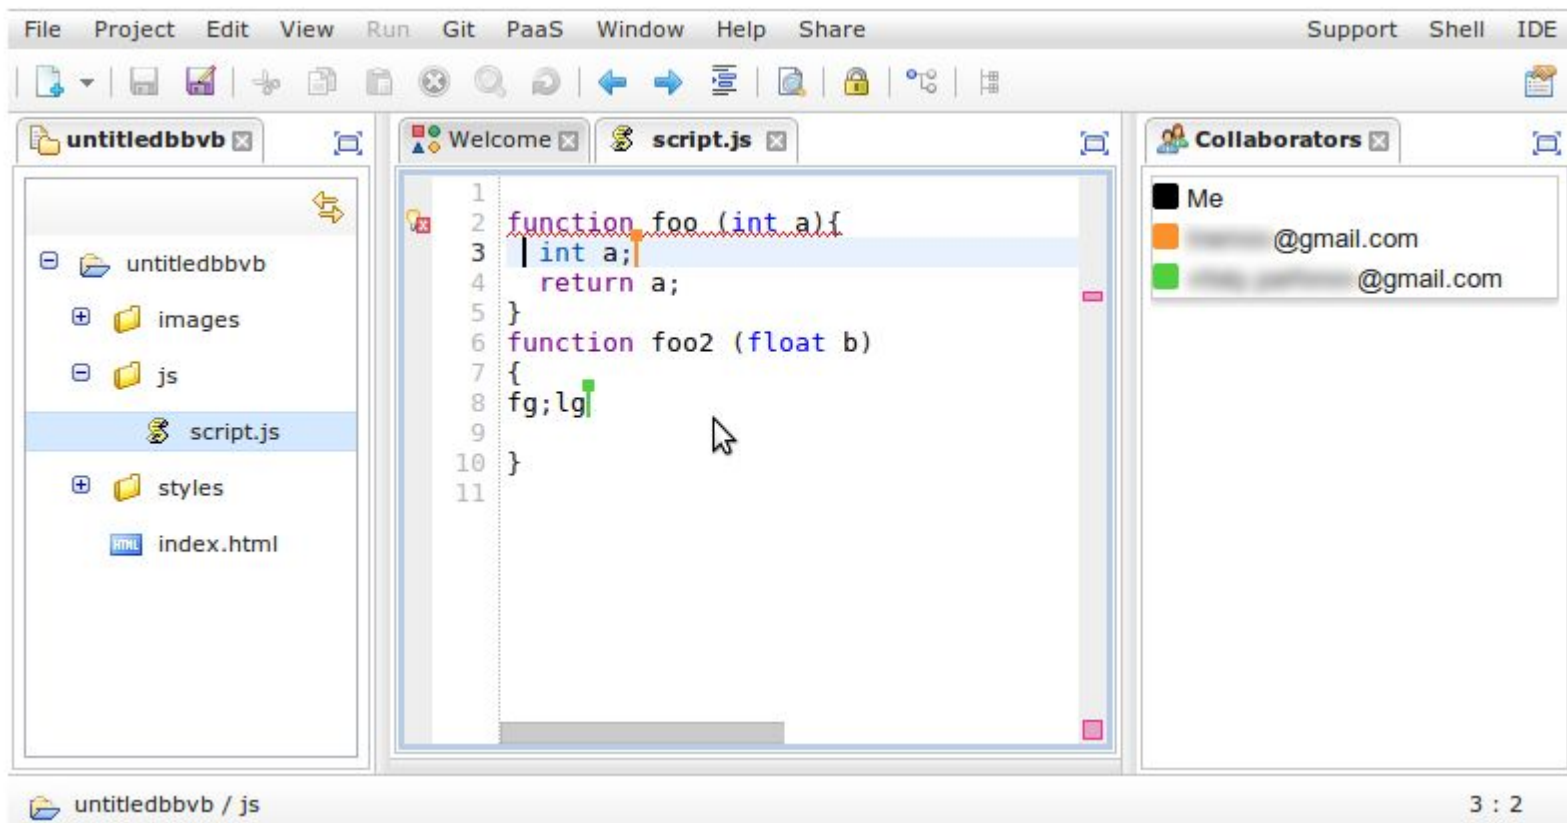 File Project Edit View Run Git PaaS Window Help Share Support Shell IDE
untitledbbvb
Welcome script.js
Collaborators
untitledbbvb
images
js
script.js
styles
HTML index.html
1
2 function foo (int a){
3 int a;
4 return a;
5 }
6 function foo2 (float b)
7 {
8 fg;lg
9
10 }
11
Me
@gmail.com
@gmail.com
untitledbbvb / js
3 : 2